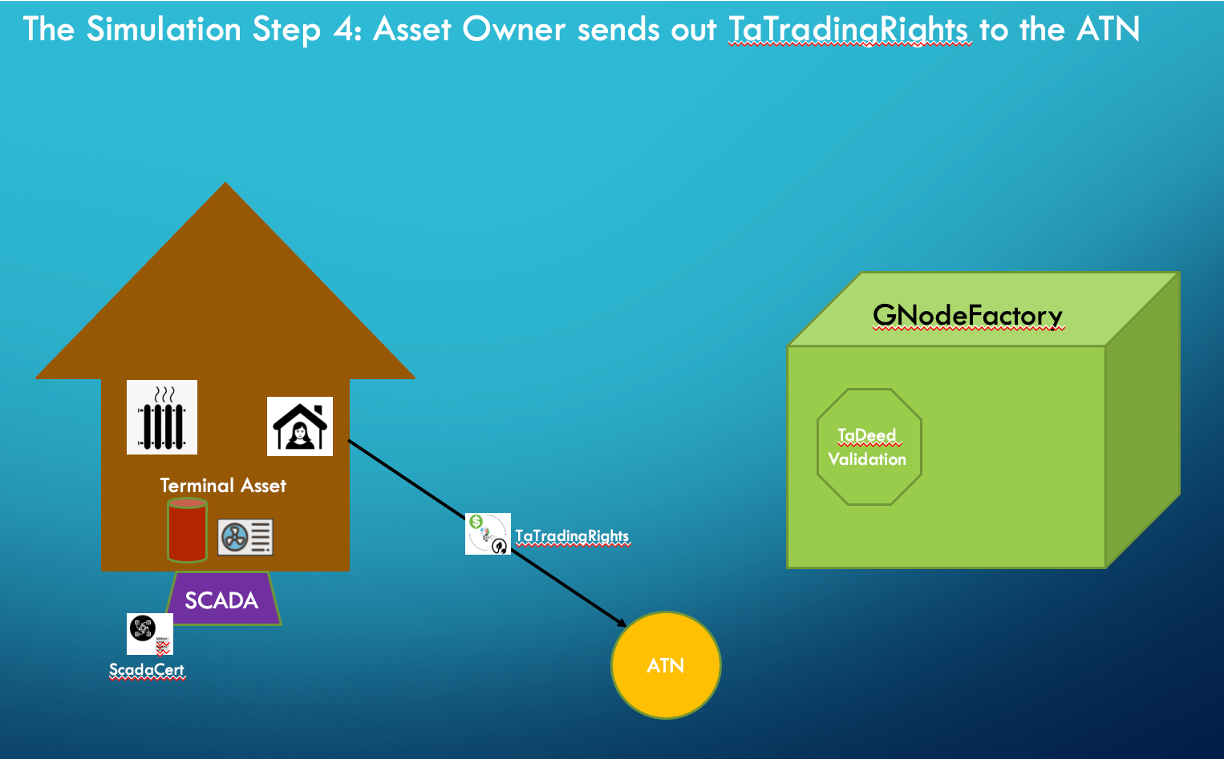 The Simulation Step 4: Asset Owner sends out TaTradingRights to the ATN
GNodeFactory
TaDeed
Validation
Terminal Asset
TaTradingRights
SCADA
ScadaCert
ATN